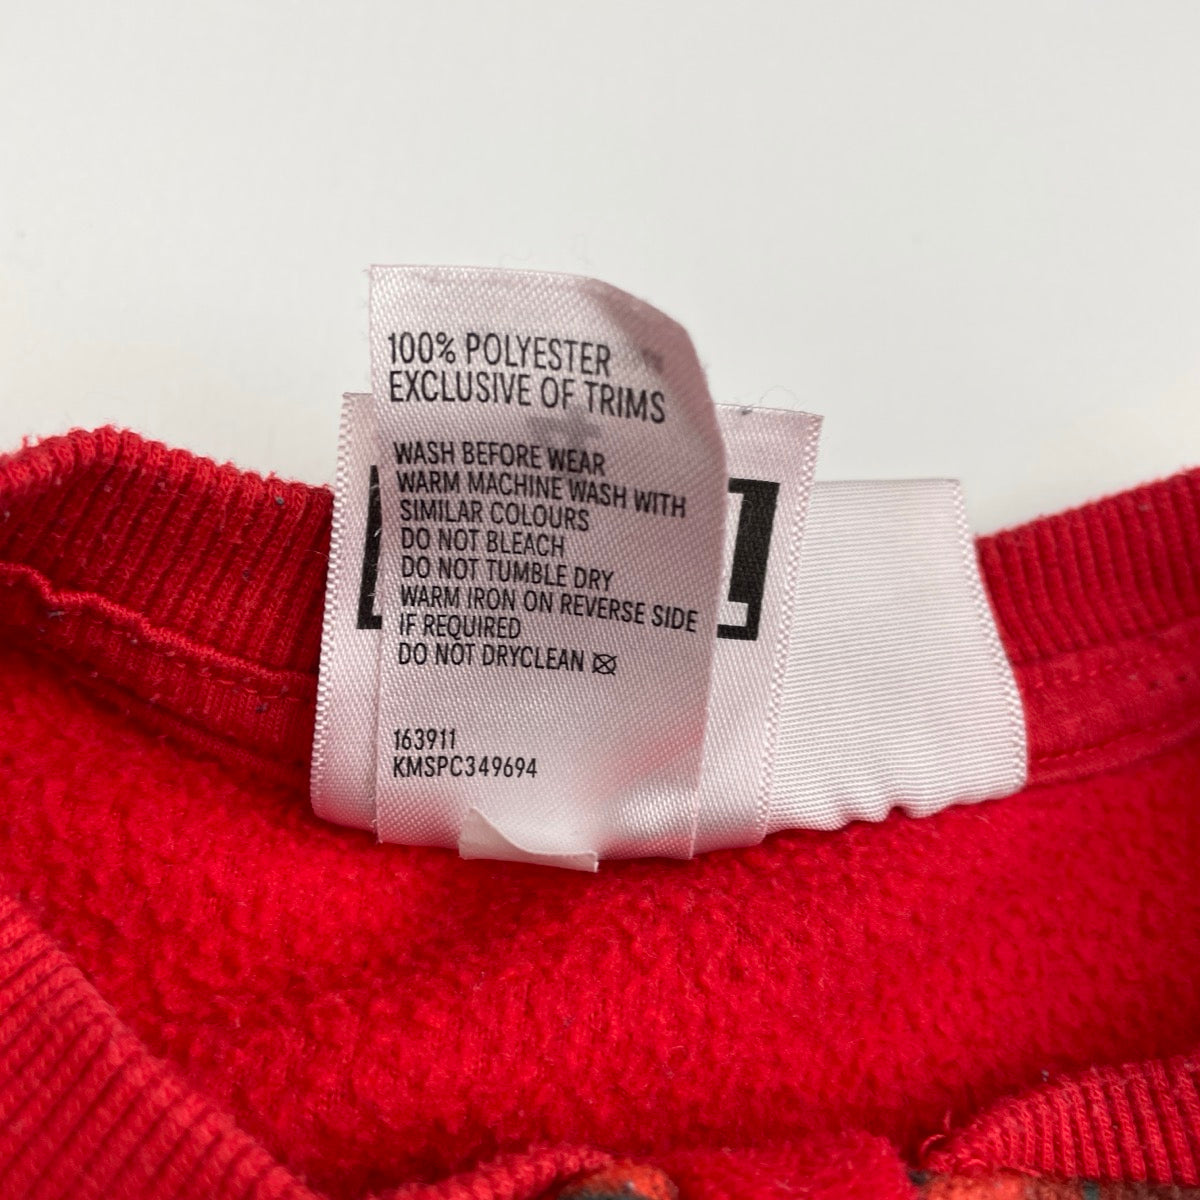 100% POLYESTER
EXCLUSIVE OF TRIMS
WASH BEFORE WEAR
WARM MACHINE WASH WITH
SIMILAR COLOURS
DO NOT BLEACH
DO NOT TUMBLE DRY
WARM IRON ON REVERSE SIDE
IF REQUIRED
DO NOT DRYCLEAN
163911
KMSPC349694